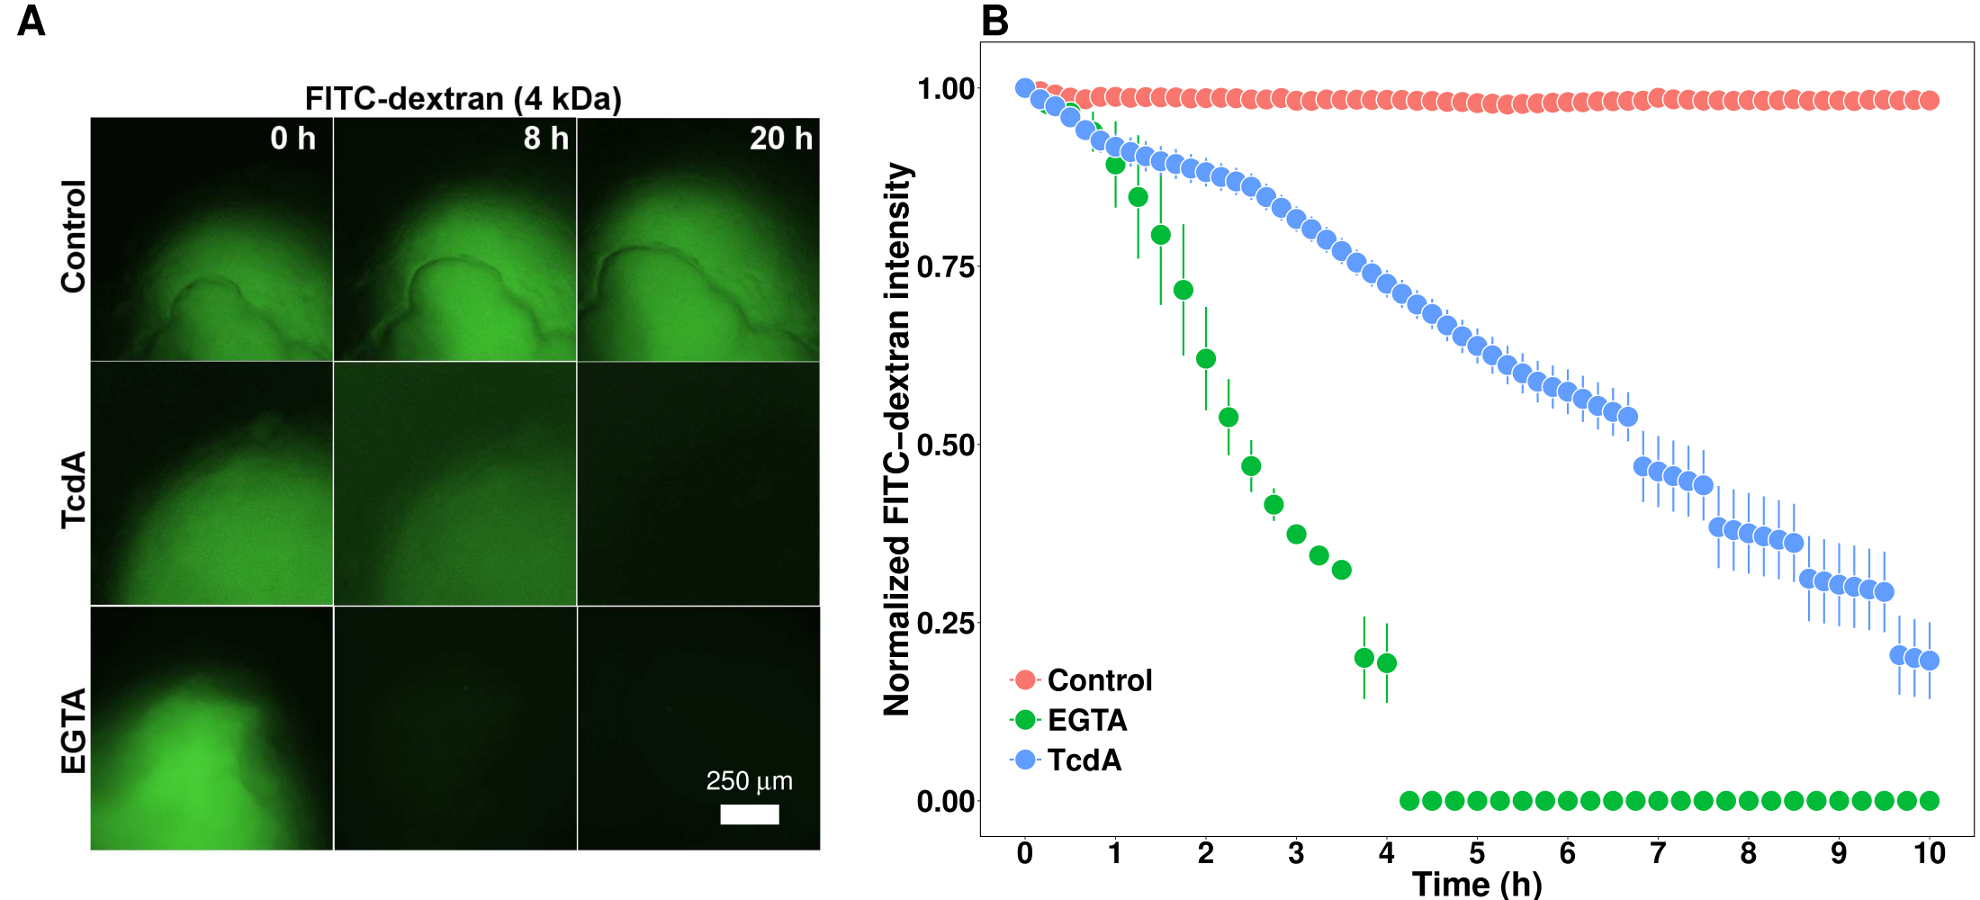 A
FITC-dextran (4 kDa)
0 h
8 h
20 h
Control
TcdA
EGTA
250 μm
B
Normalized FITC−dextran intensity
1.00
0.75
0.50
0.25
0.00
Control
EGTA
TcdA
0 1 2 3 4 5 6 7 8 9 10
Time (h)